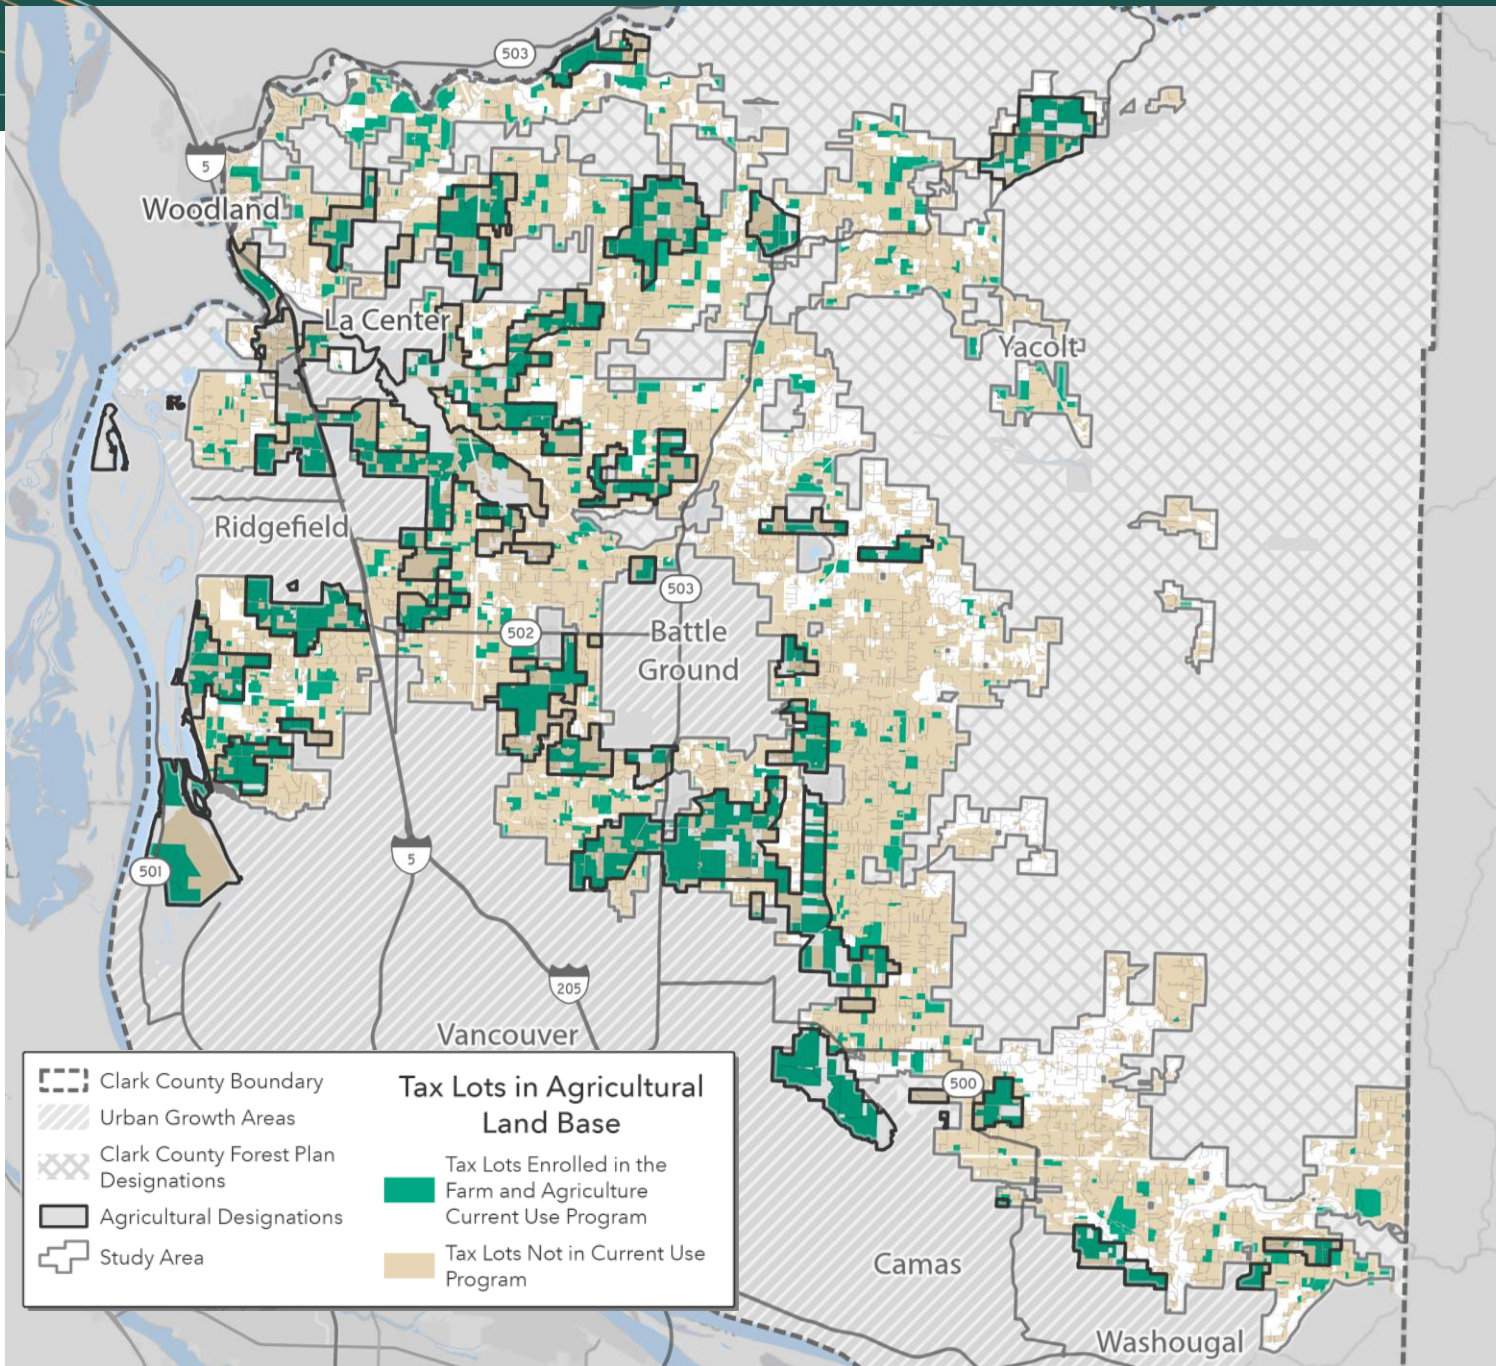 503
5
Woodland
La Center
Yacolt
Ridgefield
503
502
Battle
Ground
501
5
205
Vancouver
500
Camas
Washougal
Clark County Boundary
Urban Growth Areas
Clark County Forest Plan
Designations
Agricultural Designations
Study Area
Tax Lots in Agricultural
Land Base
Tax Lots Enrolled in the
Farm and Agriculture
Current Use Program
Tax Lots Not in Current Use
Program